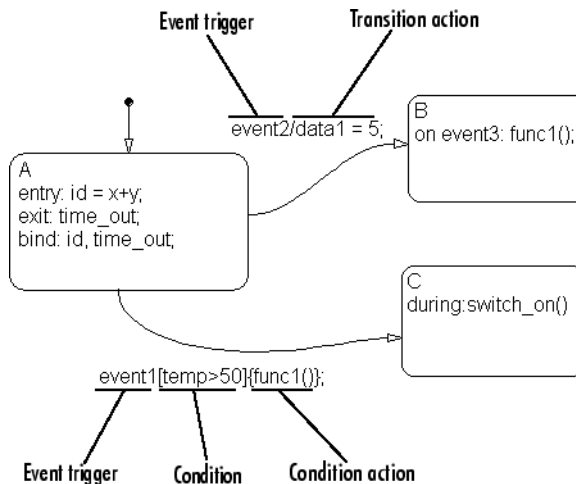 Event trigger
Transition action
event2/data1 = 5;
B
on event3: func1();
A
entry: id = x+y;
exit: time_out;
bind: id, time_out;
C
during:switch_on()
event1[temp>50]{func1()};
Event trigger
Condition
Condition action